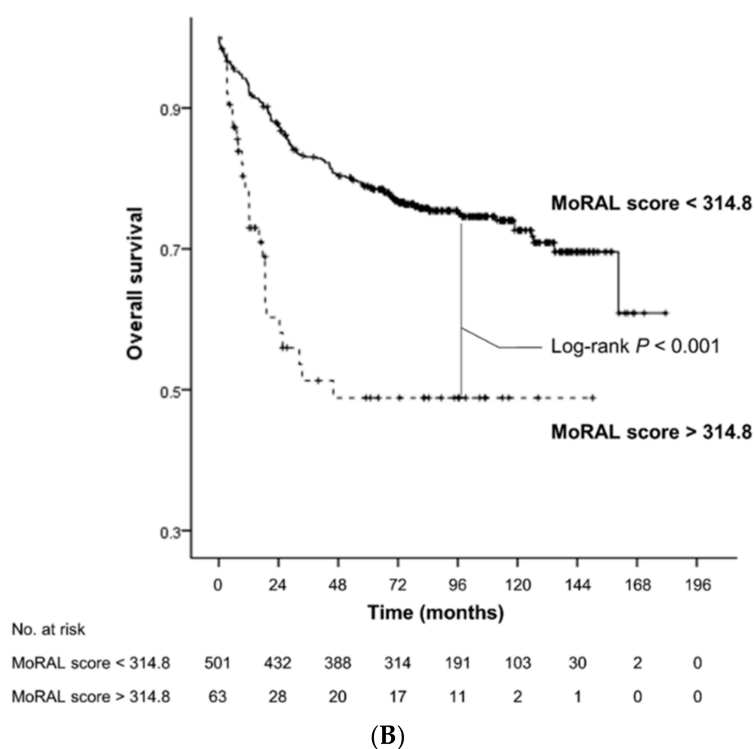 0.9
MoRAL score < 314.8
0.7
Overall survival
Log-rank P < 0.001
0.5
MoRAL score > 314.8
0.3
0 24 48 72 96 120 144 168 196
Time (months)
No. at risk
MoRAL score < 314.8 501 432 388 314 191 103 30 2 0
MoRAL score > 314.8 63 28 20 17 11 2 1 0 0
(B)